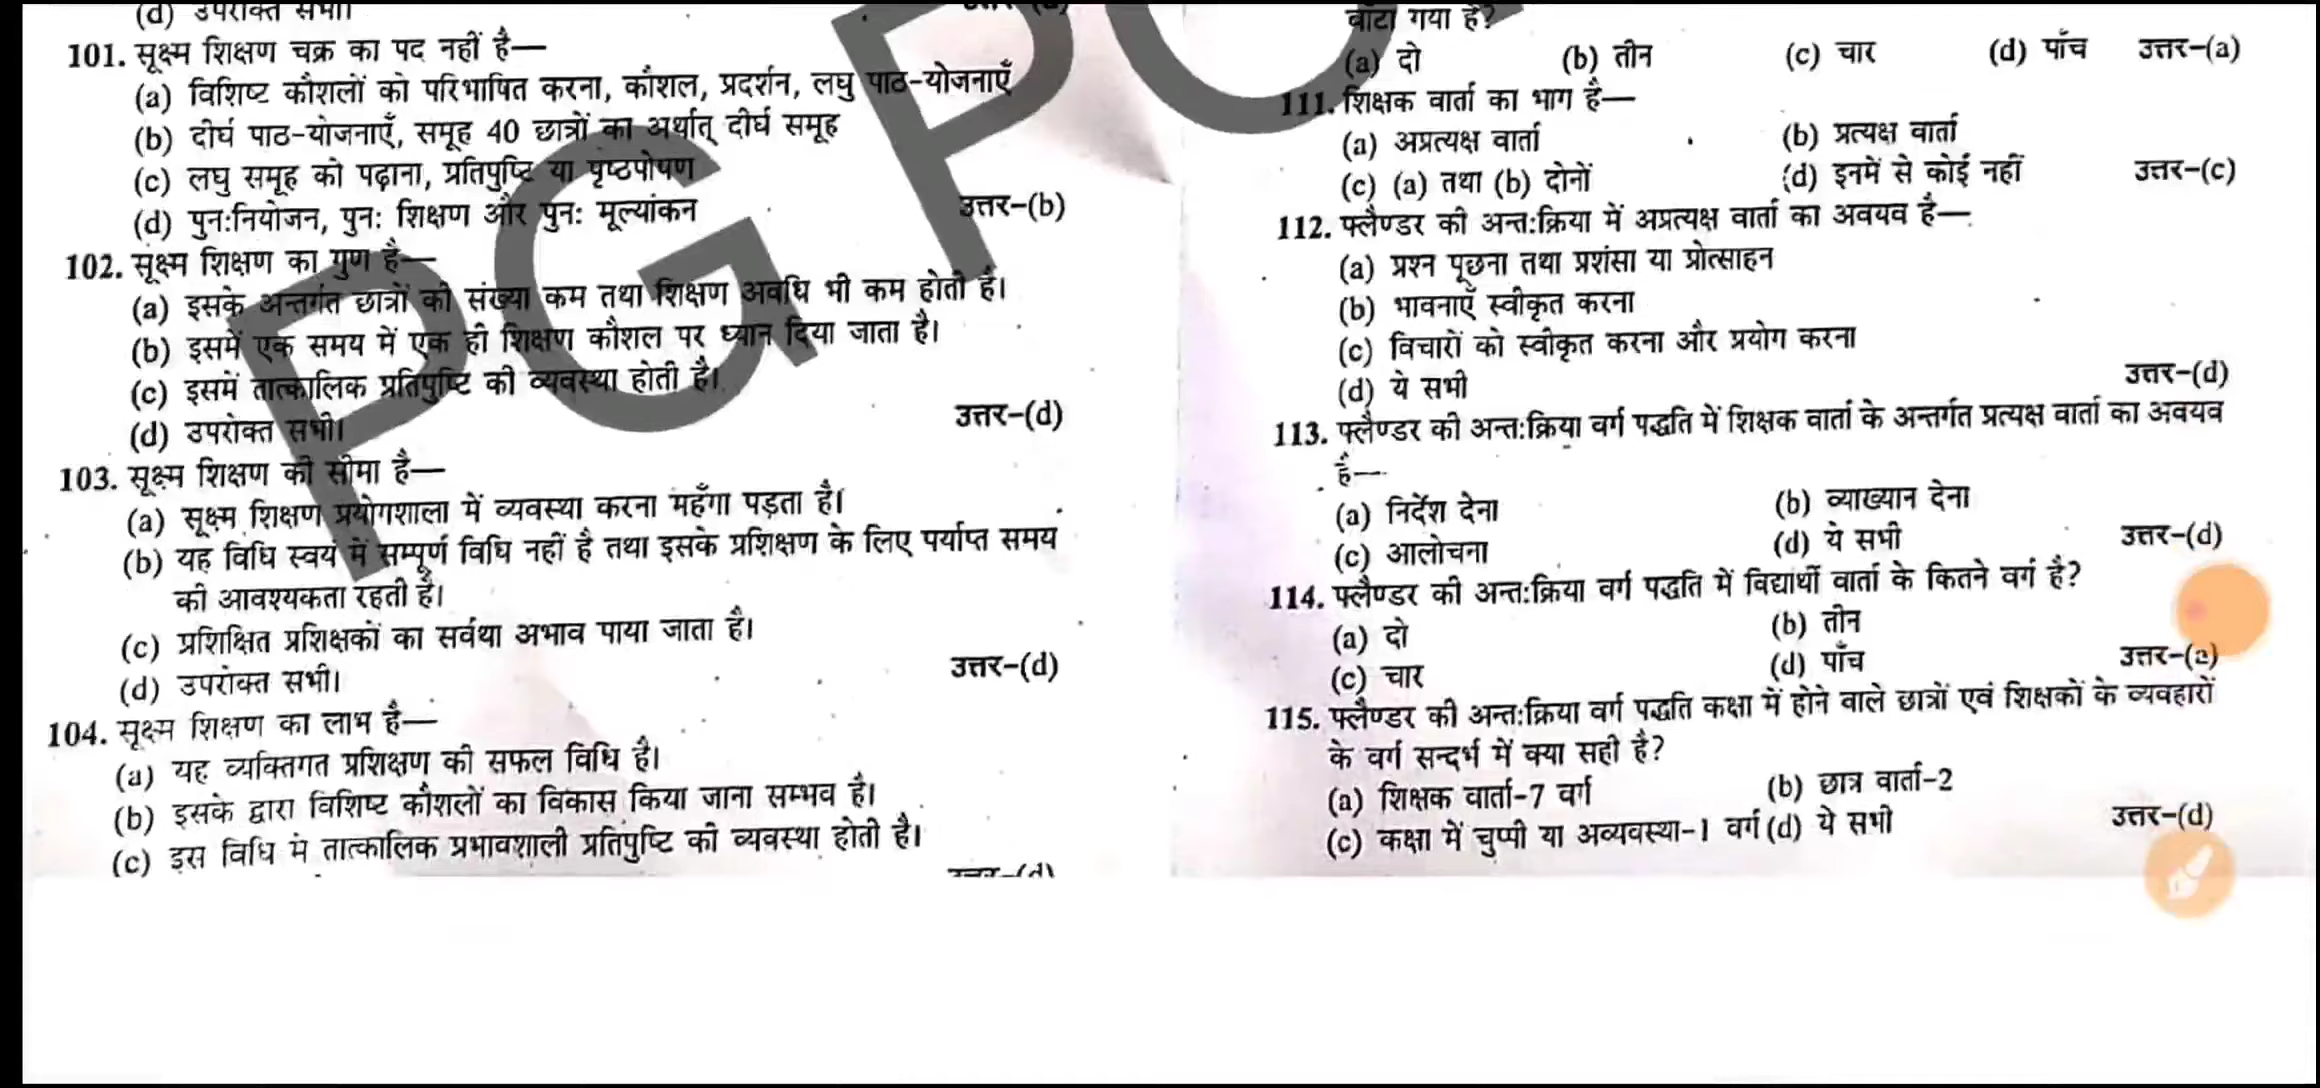 (d) उपरोक्त सभी।
101. सूक्ष्म शिक्षण चक्र का पद नहीं है—
(a) विशिष्ट कौशलों को परिभाषित करना, कौशल, प्रदर्शन, लघु पाठ-योजनाएँ
(b) दीर्घ पाठ-योजनाएँ, समूह 40 छात्रों का अर्थात् दीर्घ समूह
(c) लघु समूह को पढ़ाना, प्रतिपुष्टि या पृष्ठपोषण
(d) पुनःनियोजन, पुनः शिक्षण और पुनः मूल्यांकन उत्तर-(b)
102. सूक्ष्म शिक्षण का गुण है—
(a) इसके अन्तर्गत छात्रों की संख्या कम तथा शिक्षण अवधि भी कम होती है।
(b) इसमें एक समय में एक ही शिक्षण कौशल पर ध्यान दिया जाता है।
(c) इसमें तात्कालिक प्रतिपुष्टि की व्यवस्था होती है।
(d) उपरोक्त सभी। उत्तर-(d)
103. सूक्ष्म शिक्षण की सीमा है—
(a) सूक्ष्म शिक्षण प्रयोगशाला में व्यवस्था करना महँगा पड़ता है।
(b) यह विधि स्वयं में सम्पूर्ण विधि नहीं है तथा इसके प्रशिक्षण के लिए पर्याप्त समय
की आवश्यकता रहती है।
(c) प्रशिक्षित प्रशिक्षकों का सर्वथा अभाव पाया जाता है।
(d) उपरोक्त सभी। उत्तर-(d)
104. सूक्ष्म शिक्षण का लाभ है—
(a) यह व्यक्तिगत प्रशिक्षण की सफल विधि है।
(b) इसके द्वारा विशिष्ट कौशलों का विकास किया जाना सम्भव है।
(c) इस विधि में तात्कालिक प्रभावशाली प्रतिपुष्टि की व्यवस्था होती है।
उत्तर-(d)
बाँटा गया है?
(a) दो (b) तीन (c) चार (d) पाँच उत्तर-(a)
111. शिक्षक वार्ता का भाग है—
(a) अप्रत्यक्ष वार्ता (b) प्रत्यक्ष वार्ता
(c) (a) तथा (b) दोनों (d) इनमें से कोई नहीं उत्तर-(c)
112. फ्लैण्डर की अन्तःक्रिया में अप्रत्यक्ष वार्ता का अवयव है—
(a) प्रश्न पूछना तथा प्रशंसा या प्रोत्साहन
(b) भावनाएँ स्वीकृत करना
(c) विचारों को स्वीकृत करना और प्रयोग करना
(d) ये सभी उत्तर-(d)
113. फ्लैण्डर की अन्तःक्रिया वर्ग पद्धति में शिक्षक वार्ता के अन्तर्गत प्रत्यक्ष वार्ता का अवयव
है—
(a) निर्देश देना (b) व्याख्यान देना
(c) आलोचना (d) ये सभी उत्तर-(d)
114. फ्लैण्डर की अन्तःक्रिया वर्ग पद्धति में विद्यार्थी वार्ता के कितने वर्ग है?
(a) दो (b) तीन
(c) चार (d) पाँच उत्तर-(a)
115. फ्लैण्डर की अन्तःक्रिया वर्ग पद्धति कक्षा में होने वाले छात्रों एवं शिक्षकों के व्यवहारों
के वर्ग सन्दर्भ में क्या सही है?
(a) शिक्षक वार्ता-7 वर्ग (b) छात्र वार्ता-2
(c) कक्षा में चुप्पी या अव्यवस्था-1 वर्ग (d) ये सभी उत्तर-(d)